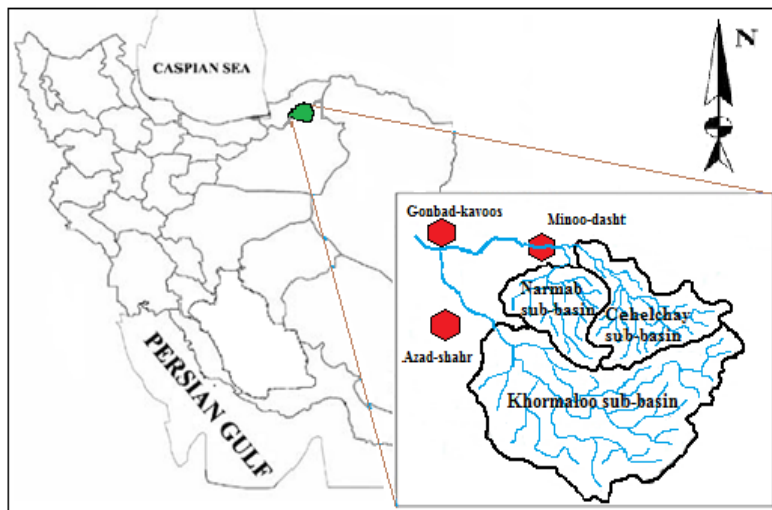 CASPIAN SEA
N
PERSIAN GULF
Gonbad-kavoos
Minoo-dasht
Narmab
sub-basin
Cehelchay
sub-basin
Azad-shahr
Khormaloo sub-basin